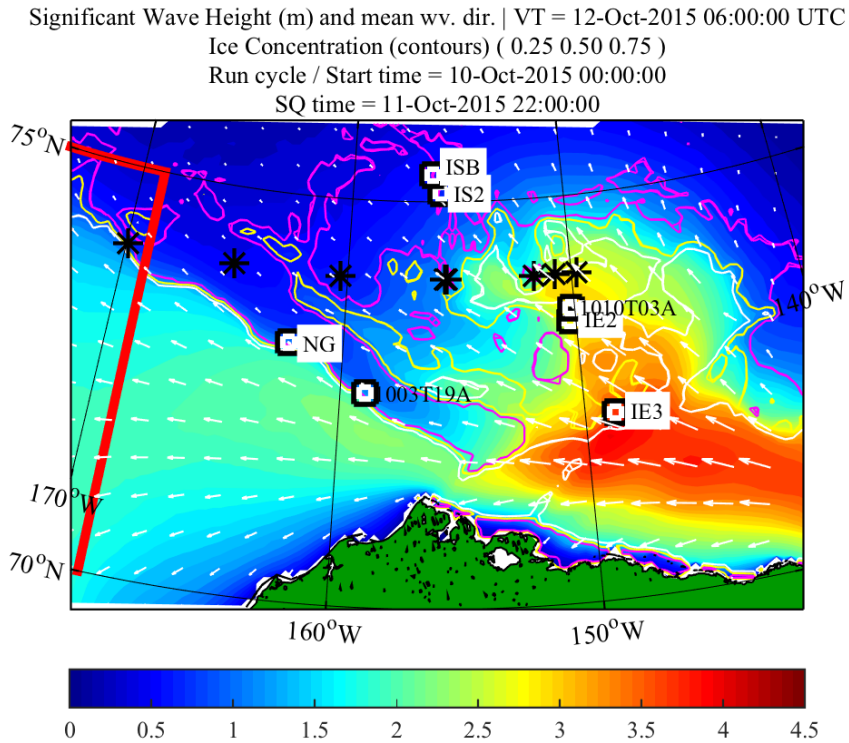 Significant Wave Height (m) and mean wv. dir. | VT = 12-Oct-2015 06:00:00 UTC
Ice Concentration (contours) ( 0.25 0.50 0.75 )
Run cycle / Start time = 10-Oct-2015 00:00:00
SQ time = 11-Oct-2015 22:00:00
75°N
ISB
IS2
140°W
1010T03A
IE2
NG
1003T19A
IE3
170°W
70°N
160°W
150°W
0 0.5 1 1.5 2 2.5 3 3.5 4 4.5